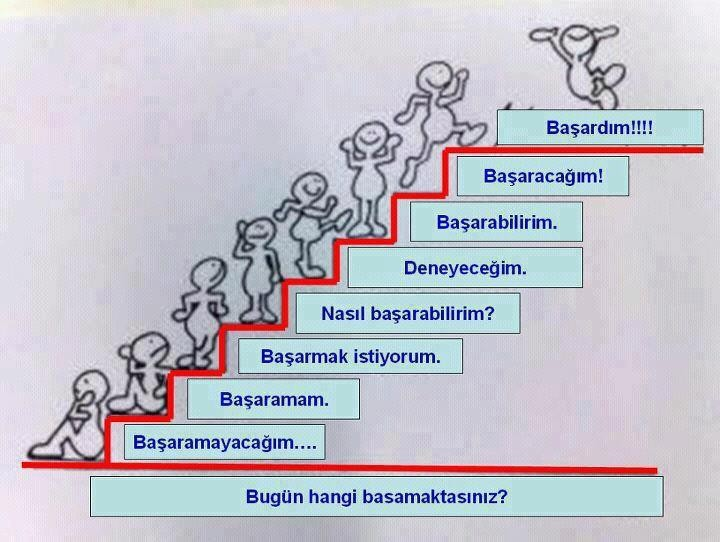 Başardım!!!!
Başaracağım!
Başarabilirim.
Deneyeceğim.
Nasıl başarabilirim?
Başarmak istiyorum.
Başaramam.
Başaramayacağım….
Bugün hangi basamaktasınız?